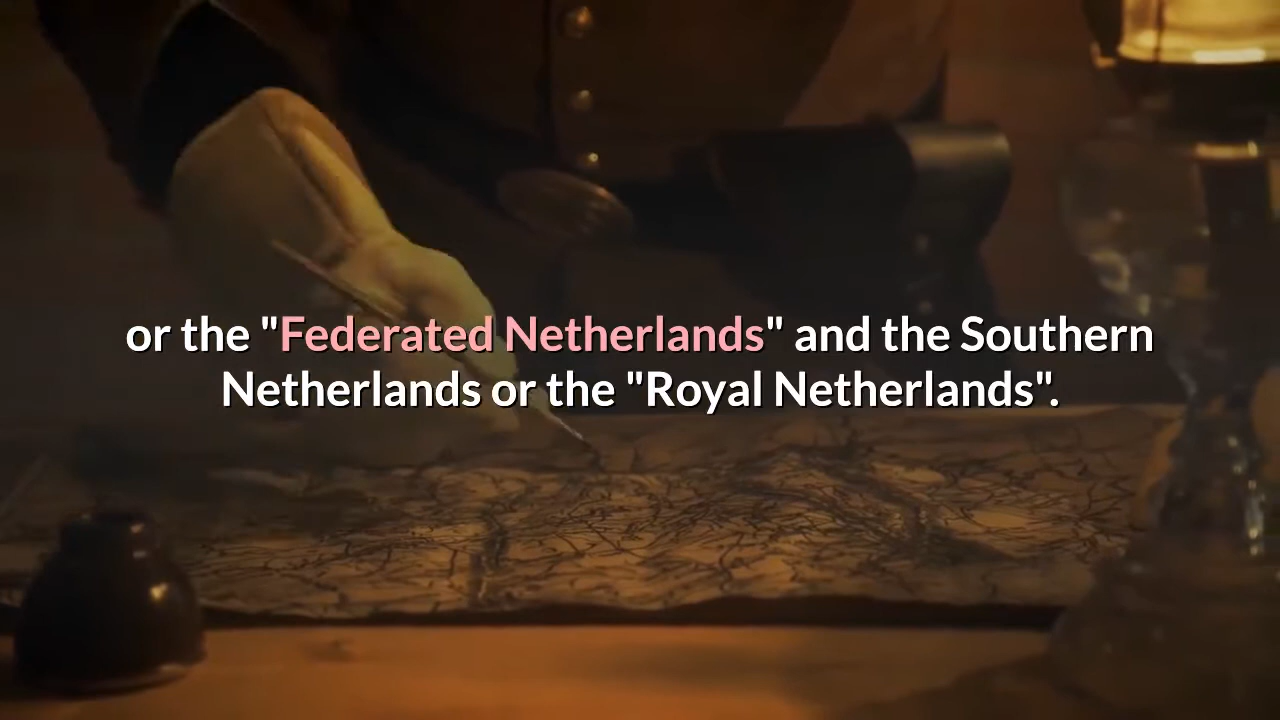 or the "Federated Netherlands" and the Southern
Netherlands or the "Royal Netherlands".